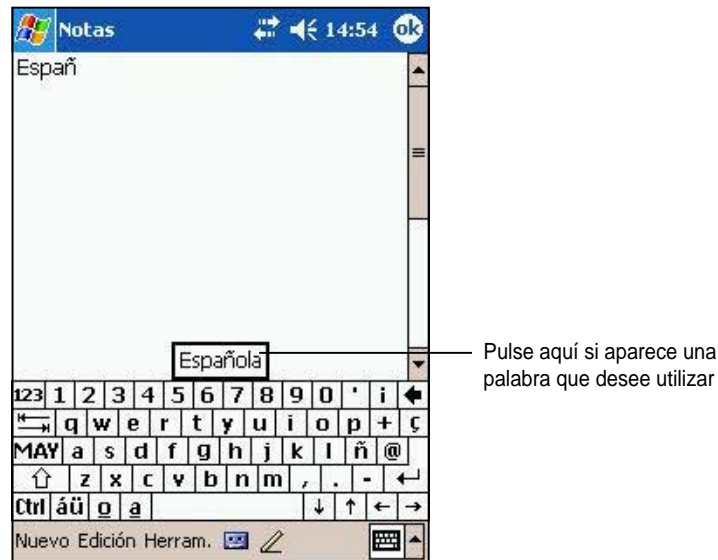 Notas 14:54 ok
Españ
Española
Pulse aquí si aparece una
palabra que desee utilizar
123 1 2 3 4 5 6 7 8 9 0 ' ¡
q w e r t y u i o p + ç
MAY a s d f g h j k l ñ @
z x c v b n m , . -
Ctrl áü º ª ↓ ↑ ← →
Nuevo Edición Herram.